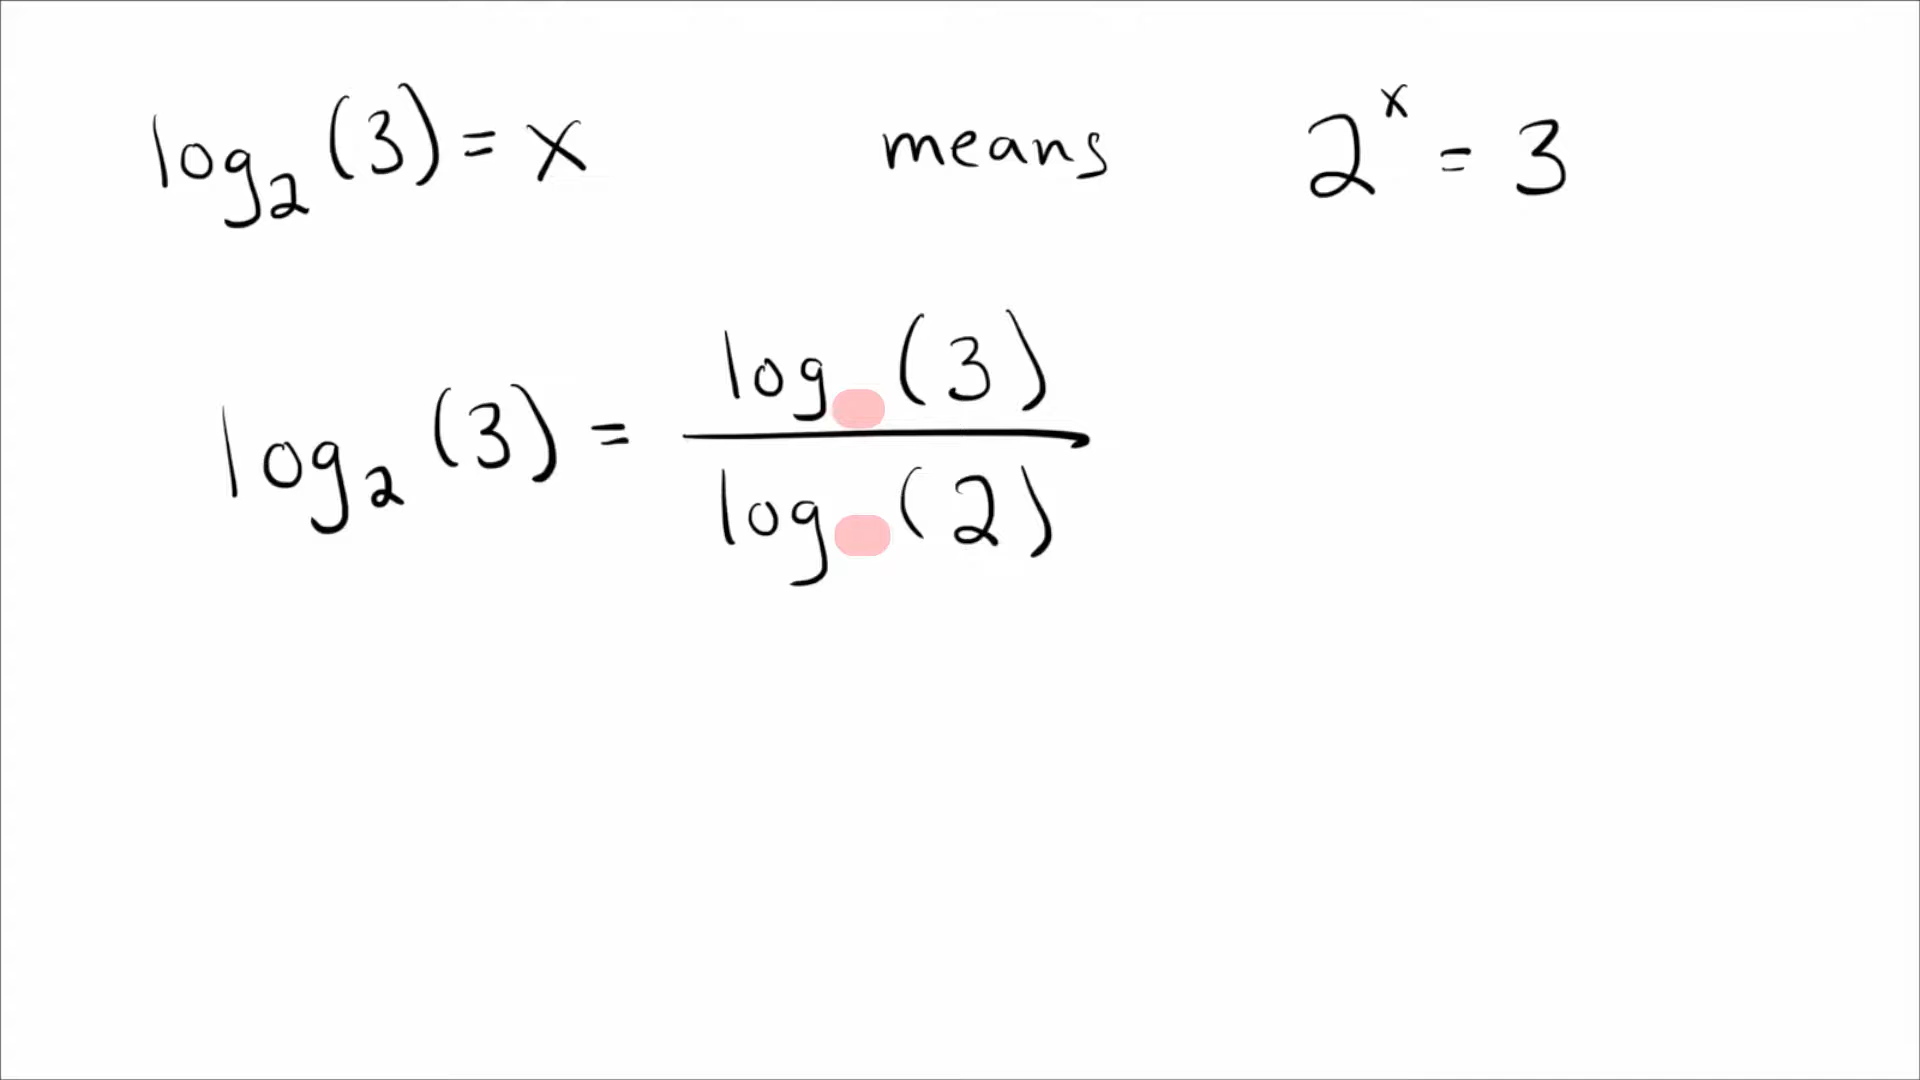 log₂(3) = x means 2ˣ = 3
log₂(3) = log (3) / log (2)